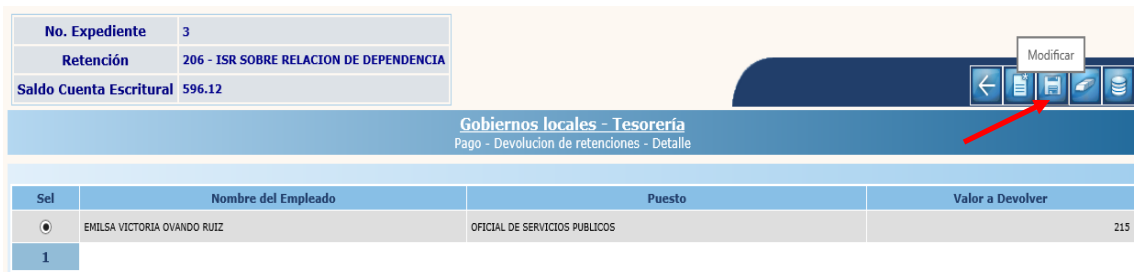 No. Expediente 3
Retención 206 - ISR SOBRE RELACION DE DEPENDENCIA
Saldo Cuenta Escritural 596.12
Modificar
Gobiernos locales - Tesorería
Pago - Devolucion de retenciones - Detalle
Sel Nombre del Empleado Puesto Valor a Devolver
EMILSA VICTORIA OVANDO RUIZ OFICIAL DE SERVICIOS PUBLICOS 215
1